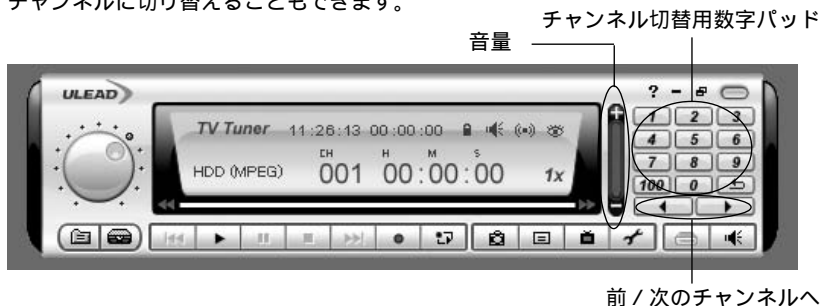 チャンネルに切り替えることもできます。
チャンネル切替用数字パッド
音量
ULEAD
? -
TV Tuner 11:26:13 00:00:00
CH H M S
HDD (MPEG) 001 00:00:00 1x
+
-
1 2 3
4 5 6
7 8 9
100 0
前 / 次のチャンネルへ